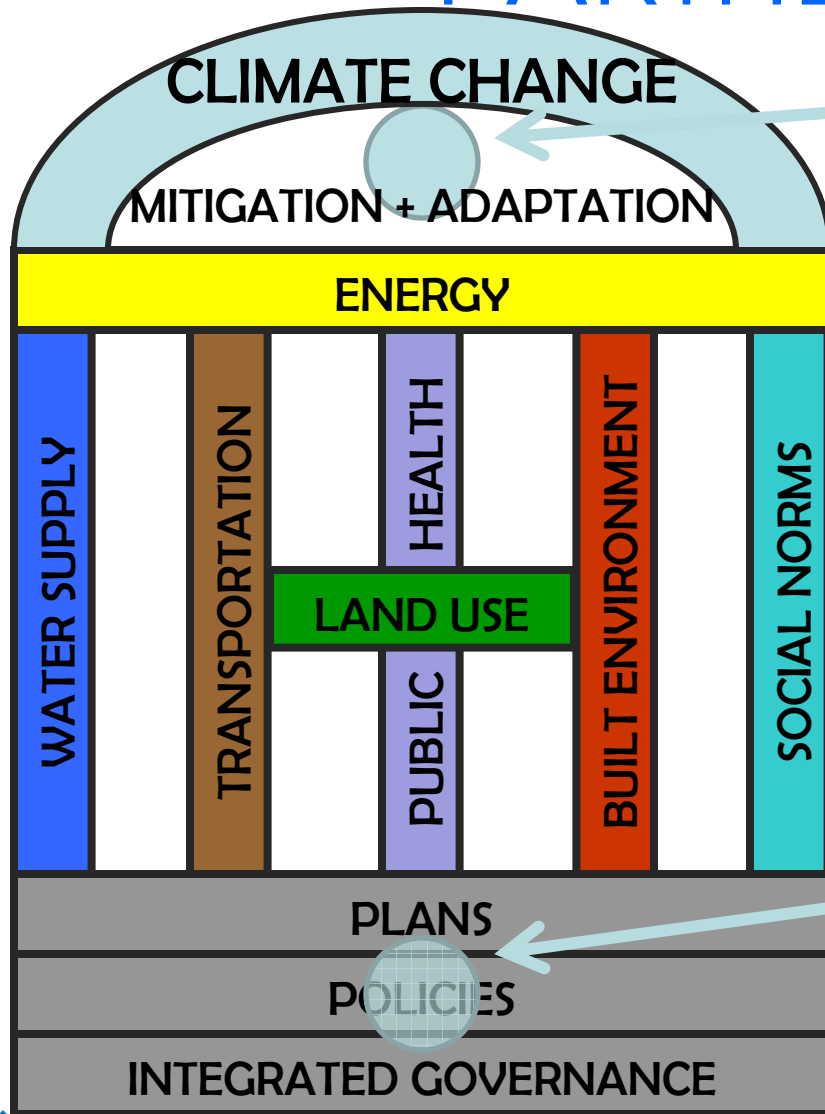 CLIMATE CHANGE
MITIGATION + ADAPTATION
ENERGY
WATER SUPPLY
TRANSPORTATION
PUBLIC HEALTH
LAND USE
BUILT ENVIRONMENT
SOCIAL NORMS
PLANS
POLICIES
INTEGRATED GOVERNANCE